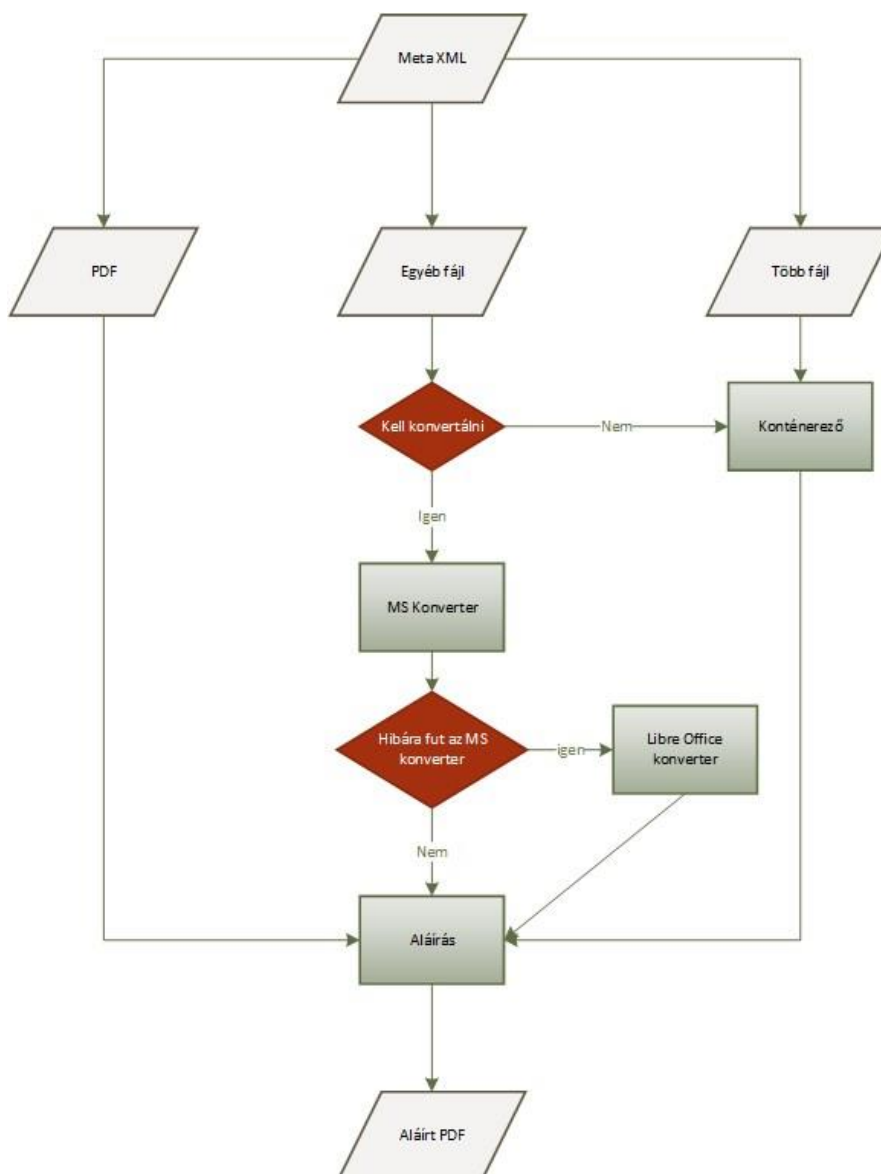 Meta XML
PDF
Egyéb fájl
Több fájl
Kell konvertálni
Nem
Konténerező
Igen
MS Konverter
Hibára fut az MS
konverter
igen
Libre Office
konverter
Nem
Aláírás
Aláírt PDF